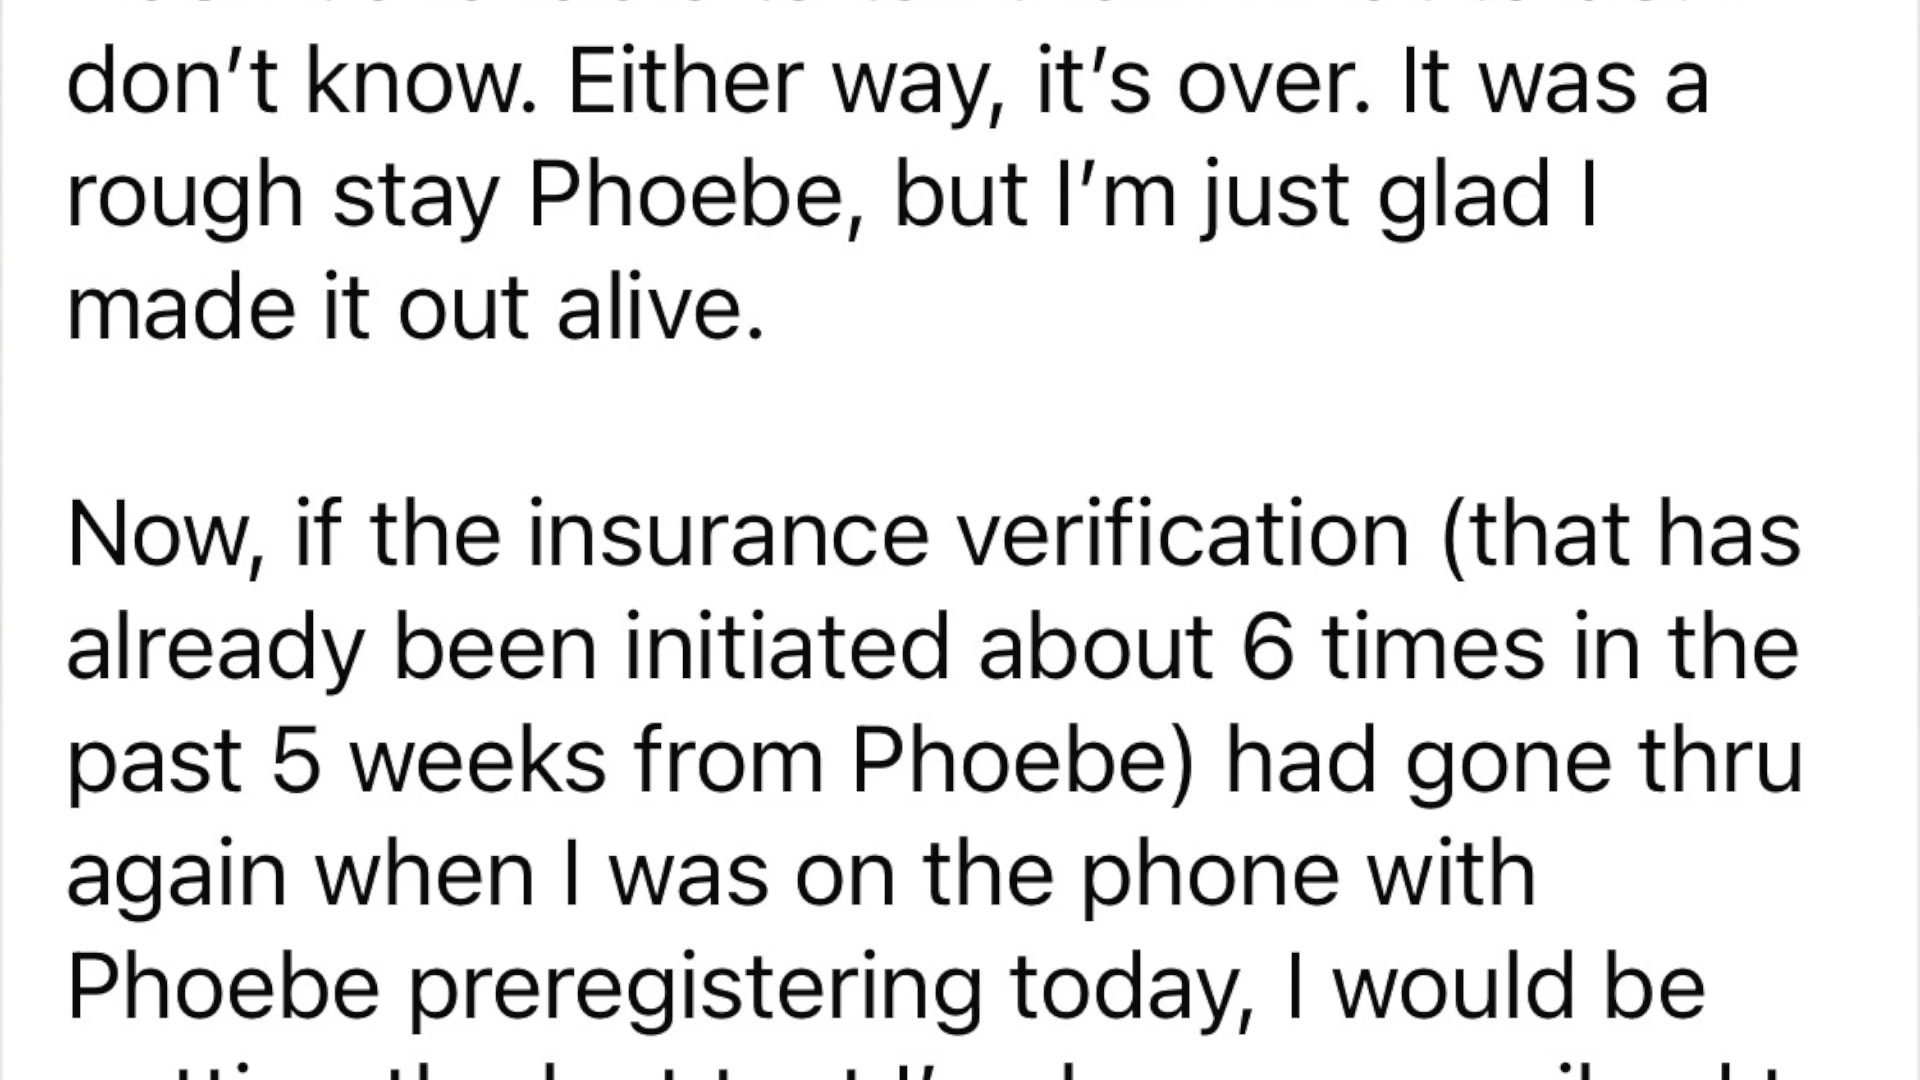 don’t know. Either way, it’s over. It was a
rough stay Phoebe, but I’m just glad I
made it out alive.
Now, if the insurance verification (that has
already been initiated about 6 times in the
past 5 weeks from Phoebe) had gone thru
again when I was on the phone with
Phoebe preregistering today, I would be